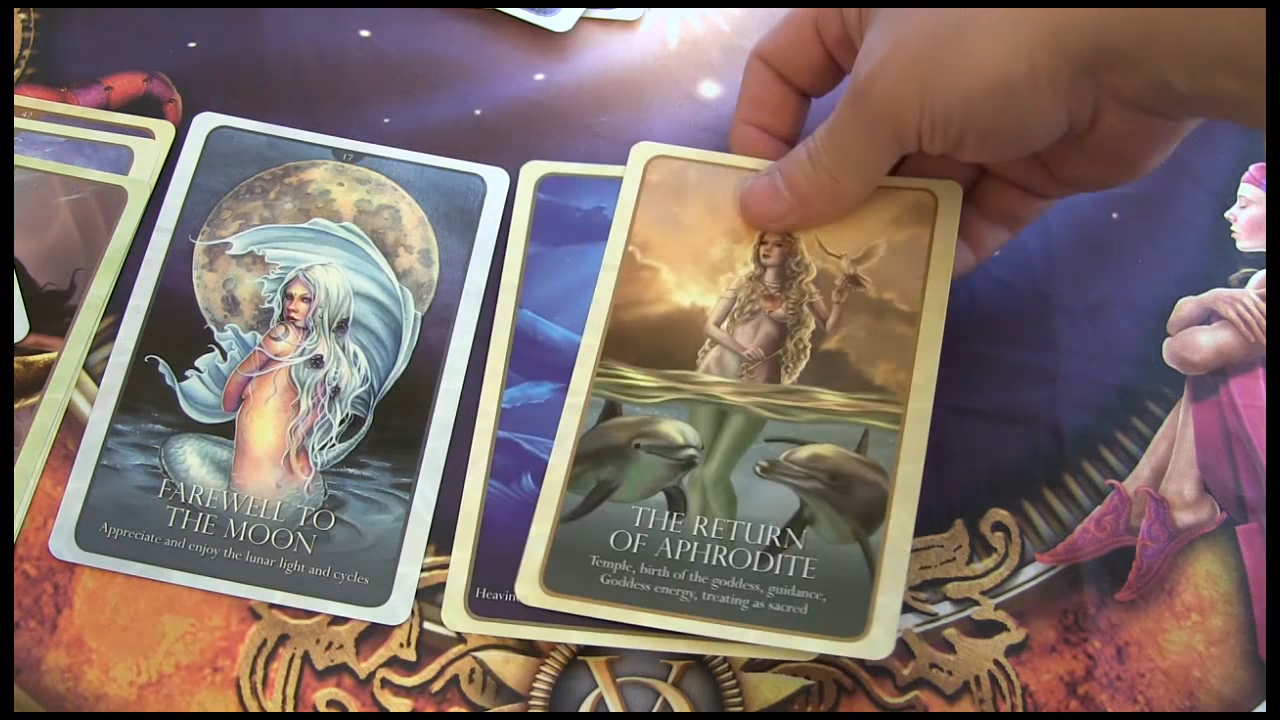 42
17
FAREWELL TO
THE MOON
Appreciate and enjoy the lunar light and cycles
Heavin
THE RETURN
OF APHRODITE
Temple, birth of the goddess, guidance,
Goddess energy, treating as sacred